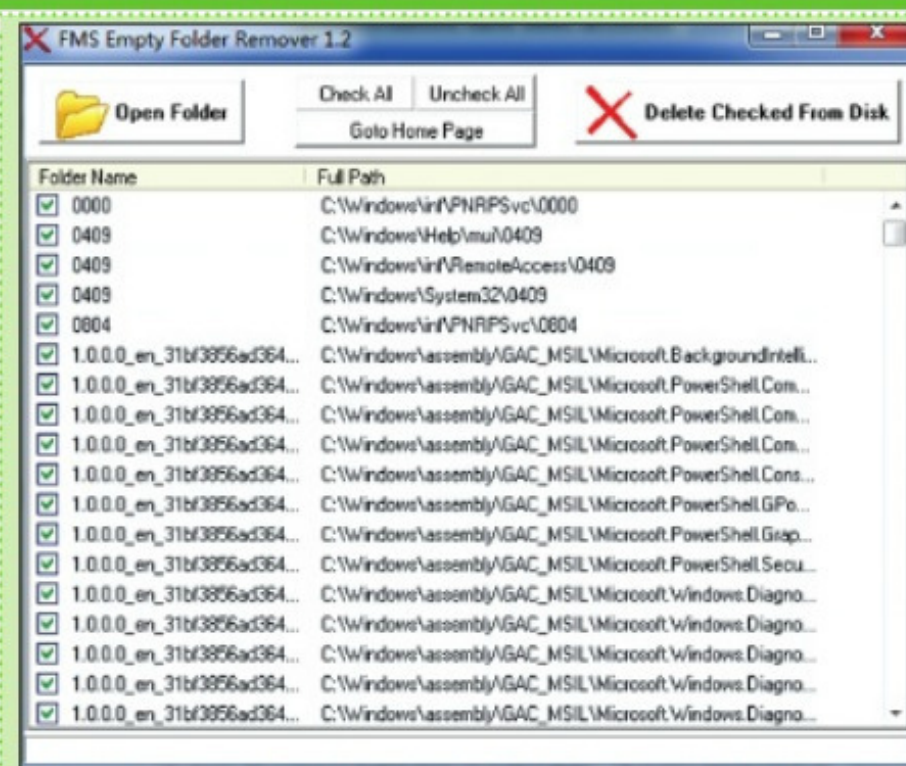 FMS Empty Folder Remover 1.2
Open Folder
Check All Uncheck All
Goto Home Page
Delete Checked From Disk
Folder Name Full Path
0000 C:\Windows\inf\PNRPSvc\0000
0409 C:\Windows\Help\mui\0409
0409 C:\Windows\inf\RemoteAccess\0409
0409 C:\Windows\System32\0409
0804 C:\Windows\inf\PNRPSvc\0804
1.0.0.0_en_31bf3856ad364... C:\Windows\assembly\GAC_MSIL\Microsoft.BackgroundIntelli...
1.0.0.0_en_31bf3856ad364... C:\Windows\assembly\GAC_MSIL\Microsoft.PowerShell.Com...
1.0.0.0_en_31bf3856ad364... C:\Windows\assembly\GAC_MSIL\Microsoft.PowerShell.Com...
1.0.0.0_en_31bf3856ad364... C:\Windows\assembly\GAC_MSIL\Microsoft.PowerShell.Com...
1.0.0.0_en_31bf3856ad364... C:\Windows\assembly\GAC_MSIL\Microsoft.PowerShell.Cons...
1.0.0.0_en_31bf3856ad364... C:\Windows\assembly\GAC_MSIL\Microsoft.PowerShell.GPo...
1.0.0.0_en_31bf3856ad364... C:\Windows\assembly\GAC_MSIL\Microsoft.PowerShell.Grap...
1.0.0.0_en_31bf3856ad364... C:\Windows\assembly\GAC_MSIL\Microsoft.PowerShell.Secu...
1.0.0.0_en_31bf3856ad364... C:\Windows\assembly\GAC_MSIL\Microsoft.Windows.Diagno...
1.0.0.0_en_31bf3856ad364... C:\Windows\assembly\GAC_MSIL\Microsoft.Windows.Diagno...
1.0.0.0_en_31bf3856ad364... C:\Windows\assembly\GAC_MSIL\Microsoft.Windows.Diagno...
1.0.0.0_en_31bf3856ad364... C:\Windows\assembly\GAC_MSIL\Microsoft.Windows.Diagno...
1.0.0.0_en_31bf3856ad364... C:\Windows\assembly\GAC_MSIL\Microsoft.Windows.Diagno...